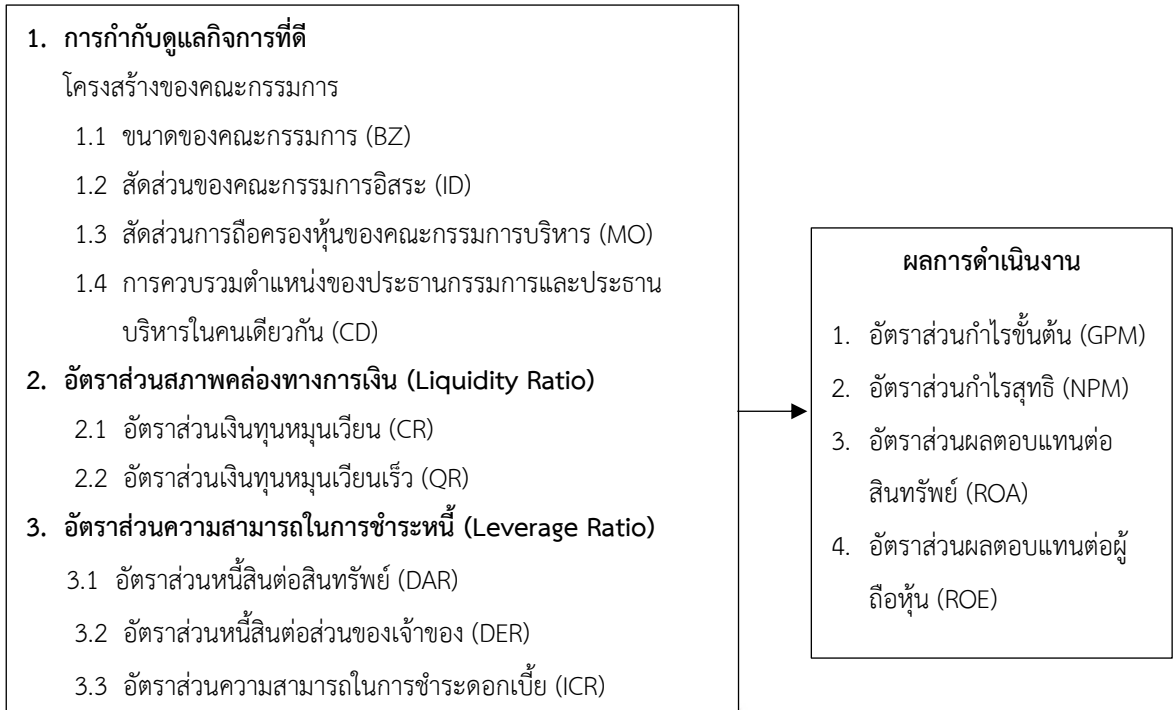 1. การกำกับดูแลกิจการที่ดี
โครงสร้างของคณะกรรมการ
1.1 ขนาดของคณะกรรมการ (BZ)
1.2 สัดส่วนของคณะกรรมการอิสระ (ID)
1.3 สัดส่วนการถือครองหุ้นของคณะกรรมการบริหาร (MO)
1.4 การควบรวมตำแหน่งของประธานกรรมการและประธาน
บริหารในคนเดียวกัน (CD)
2. อัตราส่วนสภาพคล่องทางการเงิน (Liquidity Ratio)
2.1 อัตราส่วนเงินทุนหมุนเวียน (CR)
2.2 อัตราส่วนเงินทุนหมุนเวียนเร็ว (QR)
3. อัตราส่วนความสามารถในการชำระหนี้ (Leverage Ratio)
3.1 อัตราส่วนหนี้สินต่อสินทรัพย์ (DAR)
3.2 อัตราส่วนหนี้สินต่อส่วนของเจ้าของ (DER)
3.3 อัตราส่วนความสามารถในการชำระดอกเบี้ย (ICR)
ผลการดำเนินงาน
1. อัตราส่วนกำไรขั้นต้น (GPM)
2. อัตราส่วนกำไรสุทธิ (NPM)
3. อัตราส่วนผลตอบแทนต่อ
สินทรัพย์ (ROA)
4. อัตราส่วนผลตอบแทนต่อผู้
ถือหุ้น (ROE)